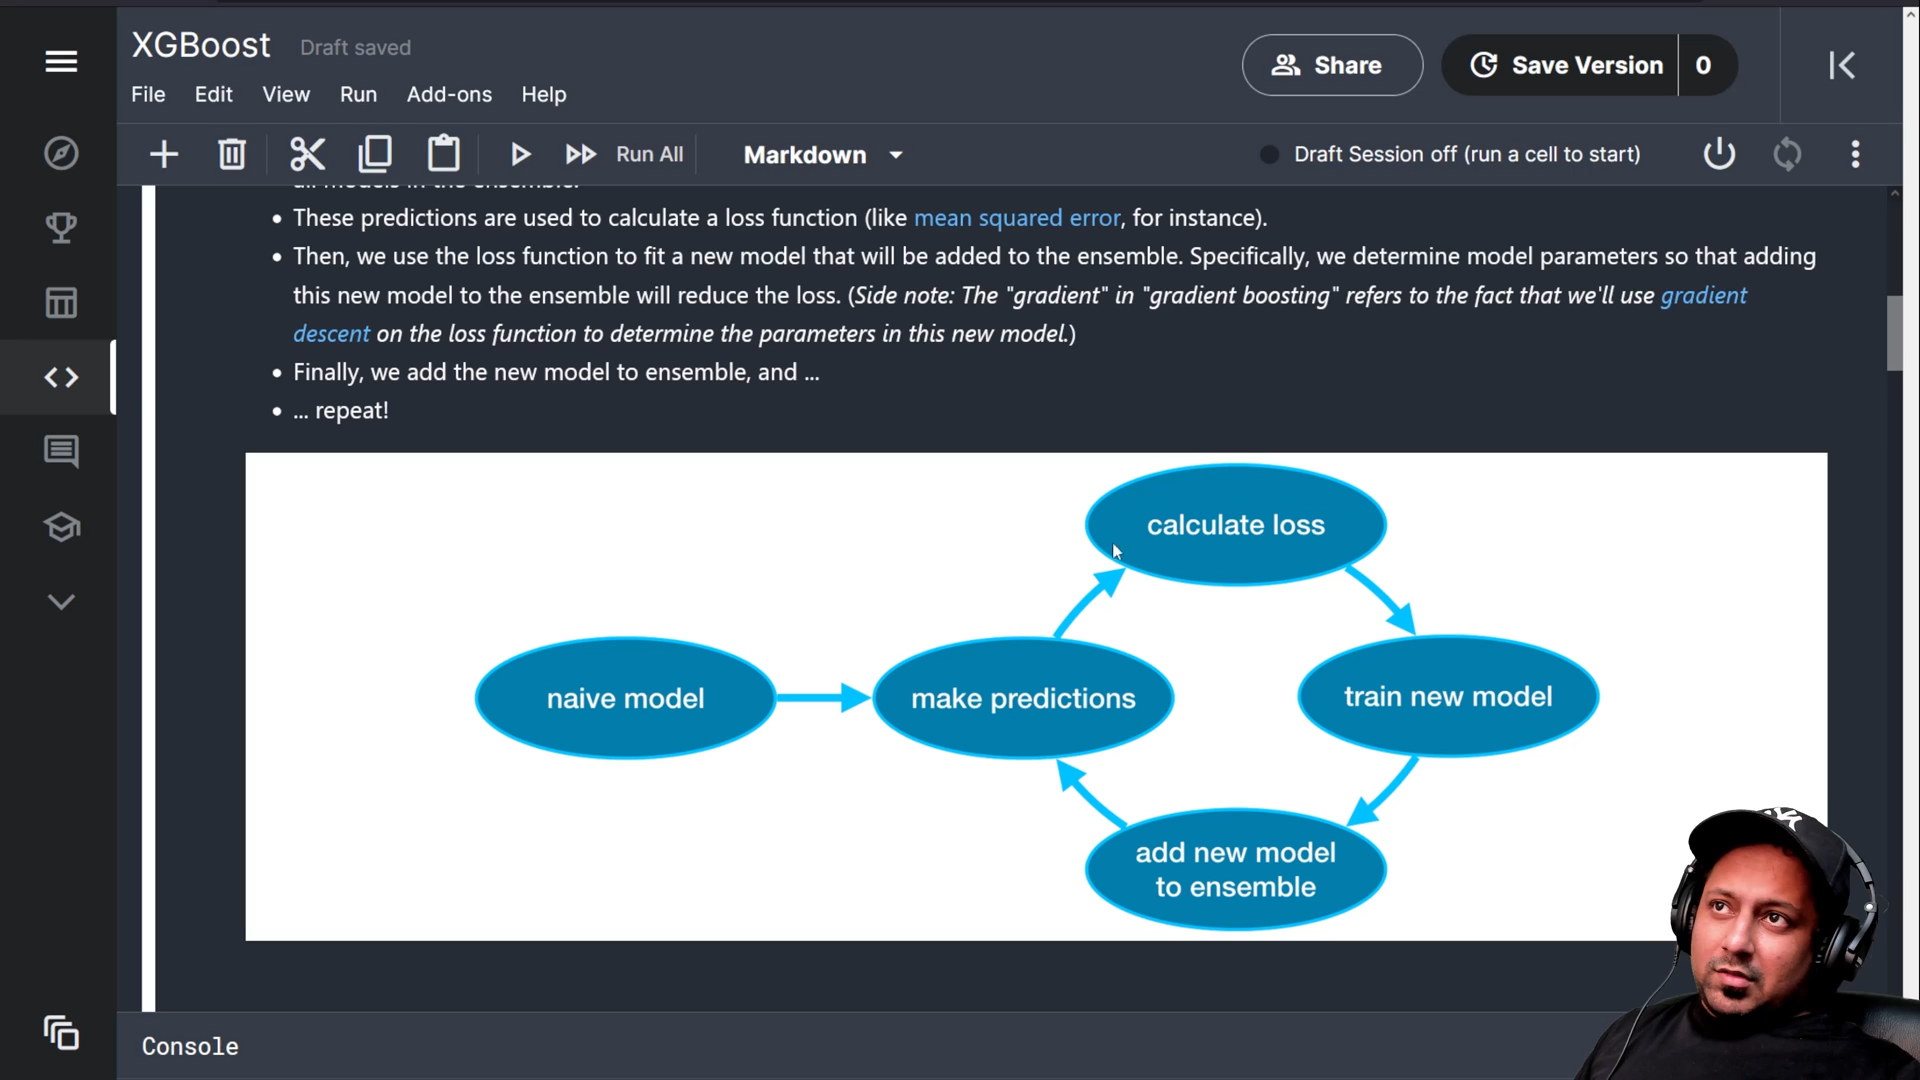 XGBoost Draft saved
Share
Save Version 0
File Edit View Run Add-ons Help
Run All
Markdown
Draft Session off (run a cell to start)
all models in the ensemble.
• These predictions are used to calculate a loss function (like mean squared error, for instance).
• Then, we use the loss function to fit a new model that will be added to the ensemble. Specifically, we determine model parameters so that adding
this new model to the ensemble will reduce the loss. (Side note: The "gradient" in "gradient boosting" refers to the fact that we'll use gradient
descent on the loss function to determine the parameters in this new model.)
• Finally, we add the new model to ensemble, and ...
• ... repeat!
calculate loss
naive model
make predictions
train new model
add new model
to ensemble
Console